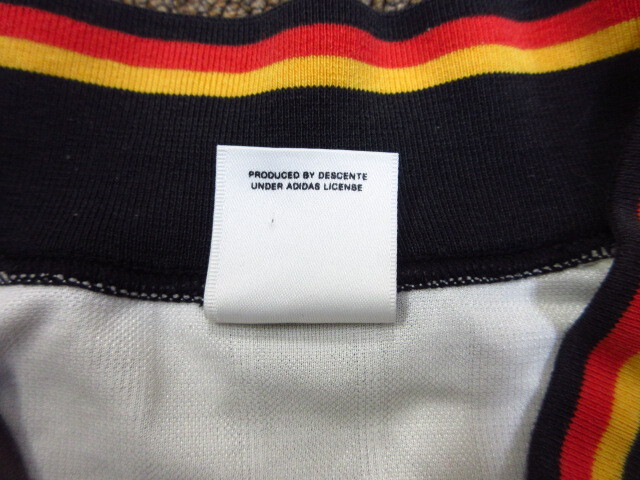 PRODUCED BY DESCENTE
UNDER ADIDAS LICENSE